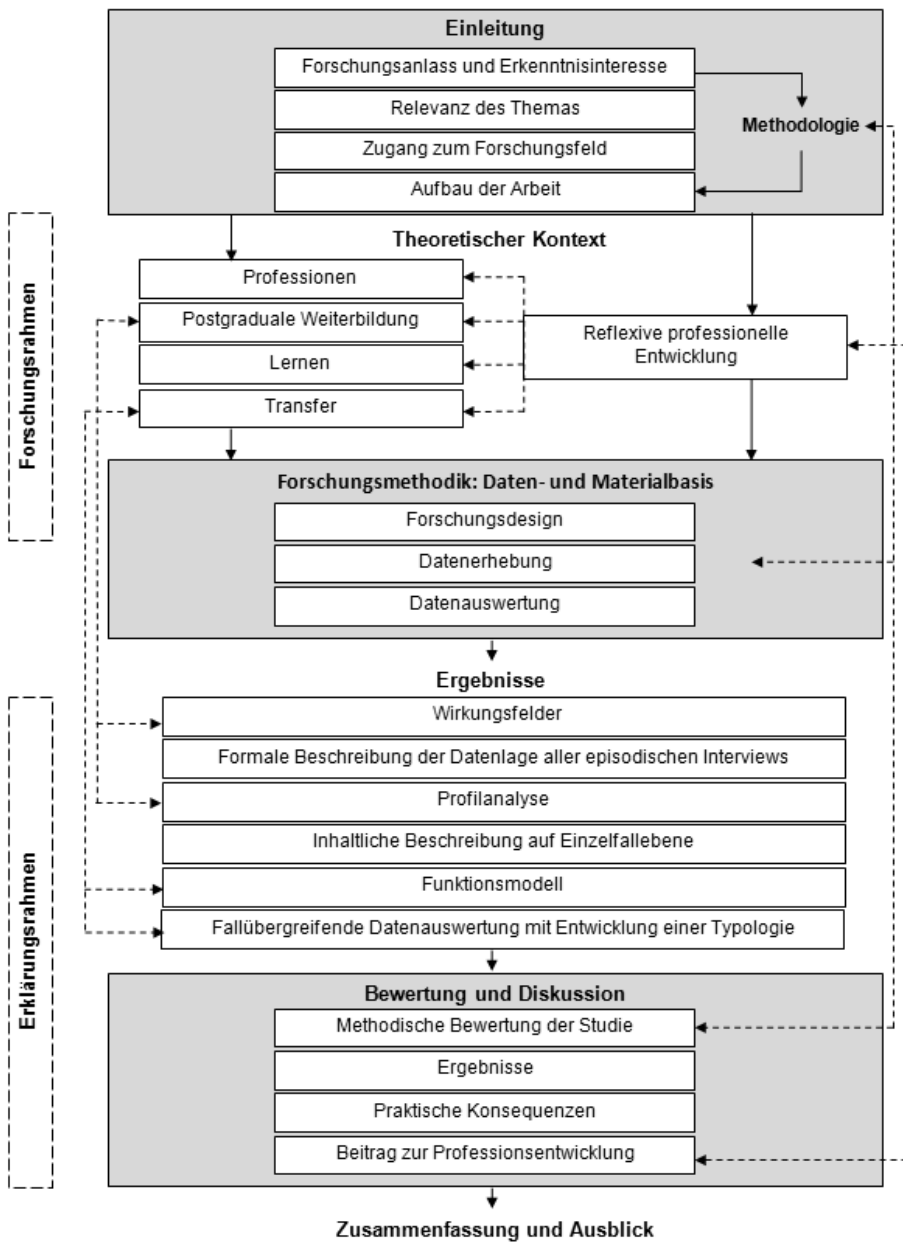 Einleitung
Forschungsanlass und Erkenntnisinteresse
Relevanz des Themas
Methodologie
Zugang zum Forschungsfeld
Aufbau der Arbeit
Forschungsrahmen
Theoretischer Kontext
Professionen
Postgraduale Weiterbildung
Lernen
Transfer
Reflexive professionelle
Entwicklung
Forschungsmethodik: Daten- und Materialbasis
Forschungsdesign
Datenerhebung
Datenauswertung
Erklärungsrahmen
Ergebnisse
Wirkungsfelder
Formale Beschreibung der Datenlage aller episodischen Interviews
Profilanalyse
Inhaltliche Beschreibung auf Einzelfallebene
Funktionsmodell
Fallübergreifende Datenauswertung mit Entwicklung einer Typologie
Bewertung und Diskussion
Methodische Bewertung der Studie
Ergebnisse
Praktische Konsequenzen
Beitrag zur Professionsentwicklung
Zusammenfassung und Ausblick